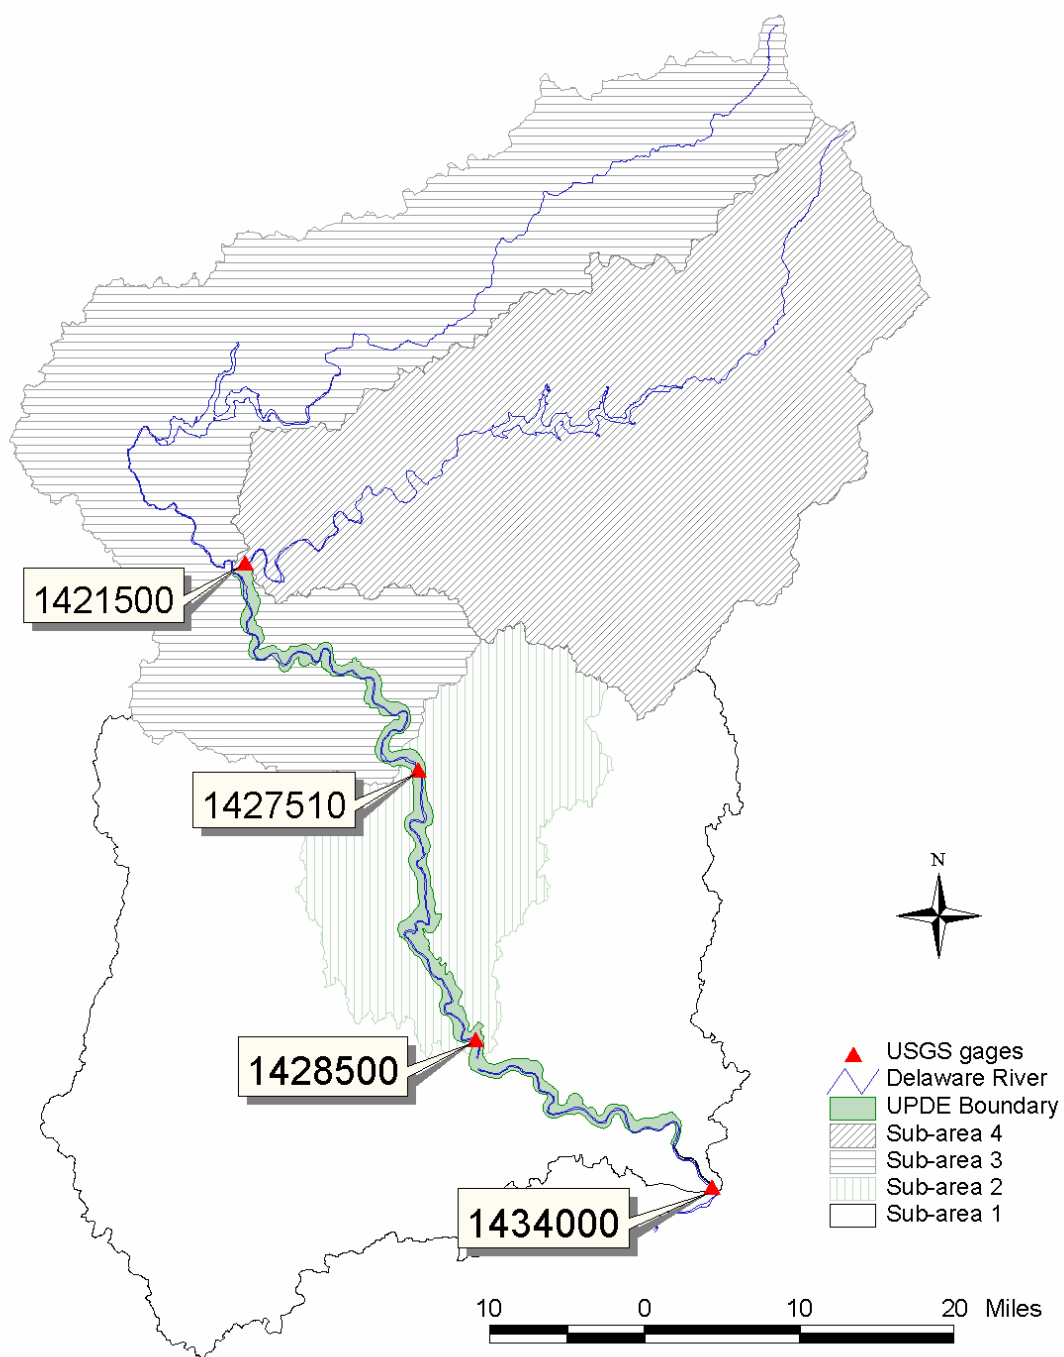 1421500
1427510
N
1428500
USGS gages
Delaware River
UPDE Boundary
Sub-area 4
Sub-area 3
Sub-area 2
Sub-area 1
1434000
10 0 10 20 Miles